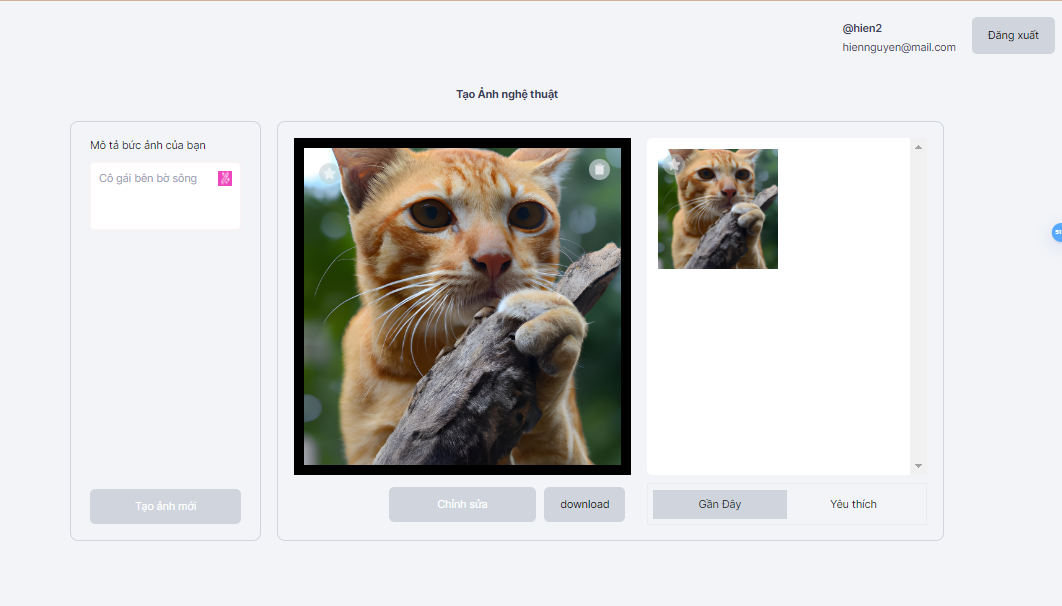 @hien2
hiennguyen@mail.com
Đăng xuất
Tạo Ảnh nghệ thuật
Mô tả bức ảnh của bạn
Cô gái bên bờ sông
Tạo ảnh mới
Chỉnh sửa
download
Gần Đây
Yêu thích